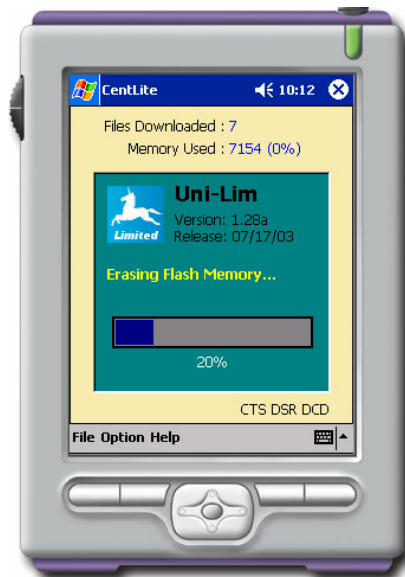 CentLite 10:12
Files Downloaded : 7
Memory Used : 7154 (0%)
Uni-Lim
Version: 1.28a
Limited Release: 07/17/03
Erasing Flash Memory...
20%
CTS DSR DCD
File Option Help